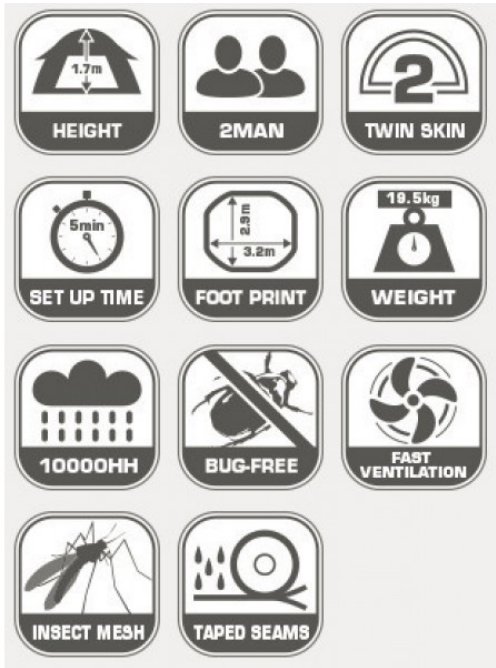 1.7m
HEIGHT
2MAN
2
TWIN SKIN
5min
SET UP TIME
2.9m
3.2m
FOOT PRINT
19.5kg
WEIGHT
10000HH
BUG-FREE
FAST
VENTILATION
INSECT MESH
TAPED SEAMS